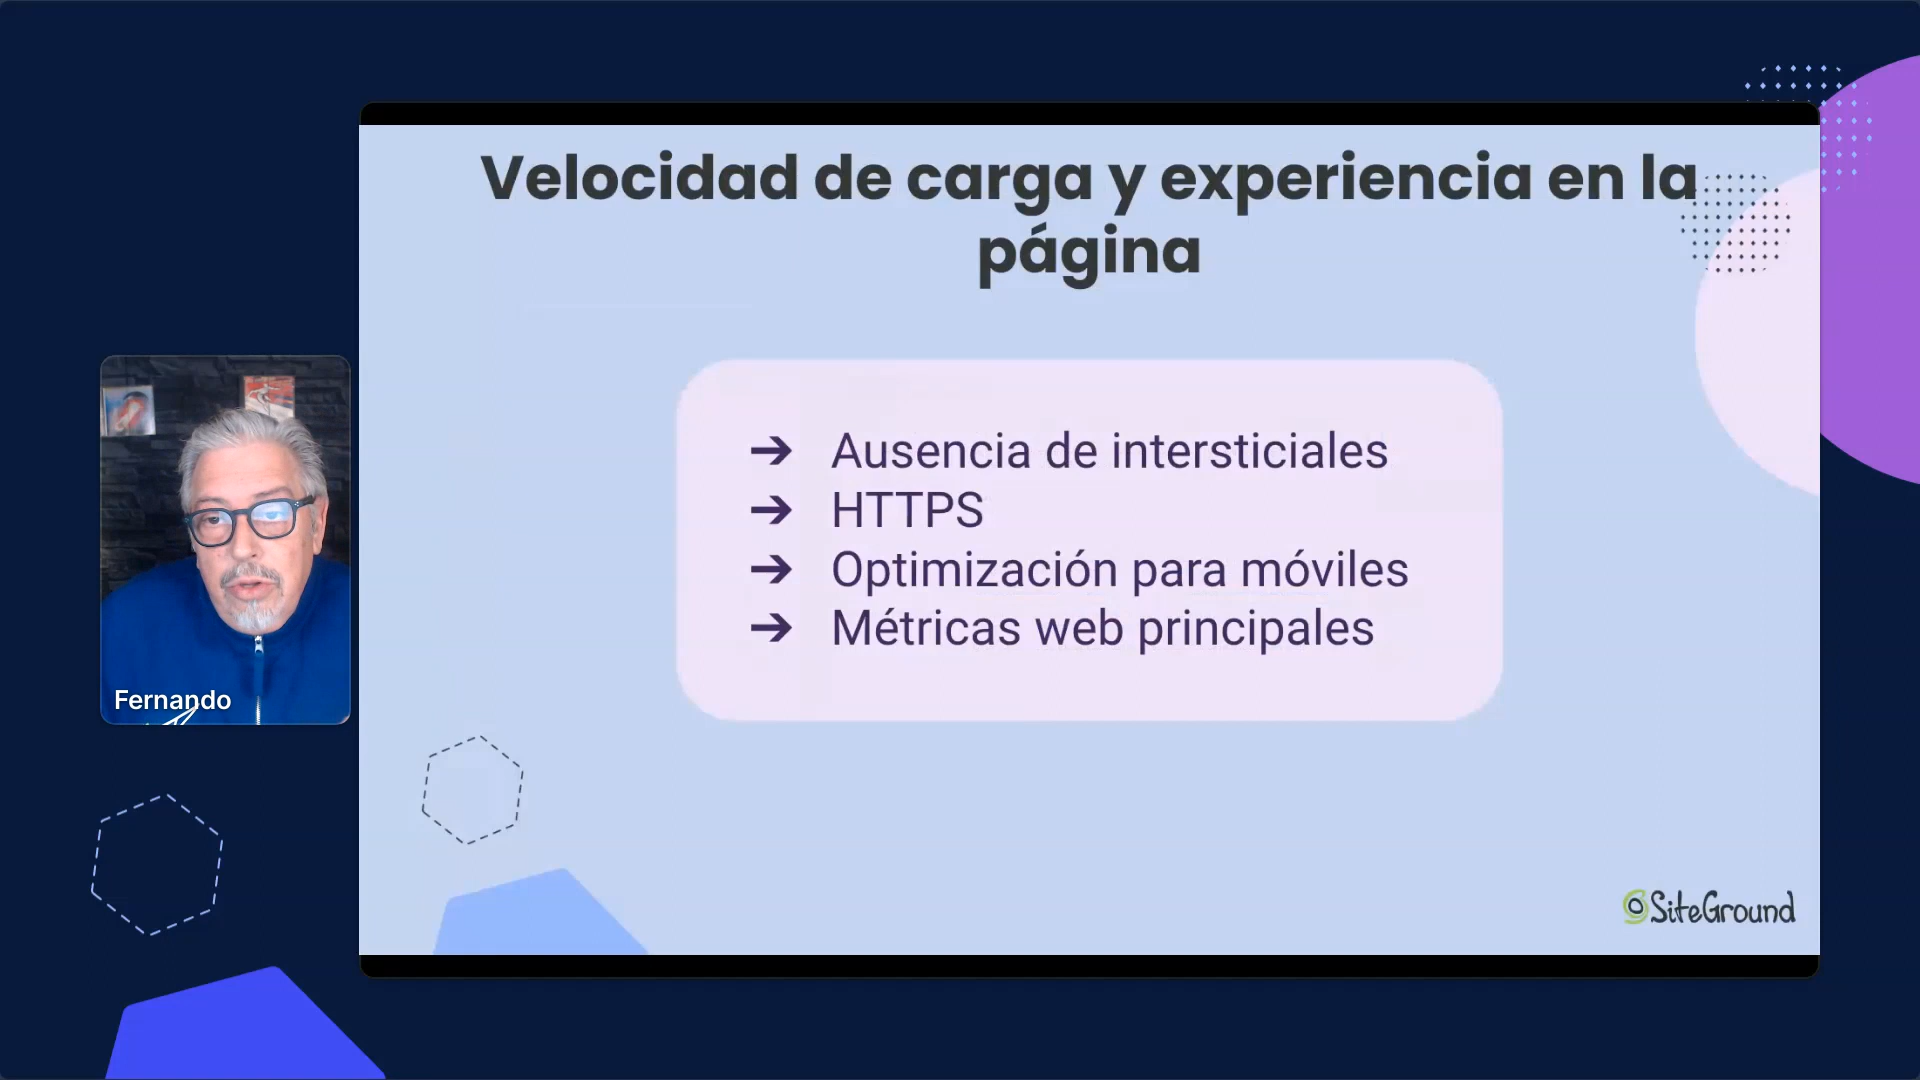 Velocidad de carga y experiencia en la
página
➔ Ausencia de intersticiales
➔ HTTPS
➔ Optimización para móviles
➔ Métricas web principales
Fernando
SiteGround